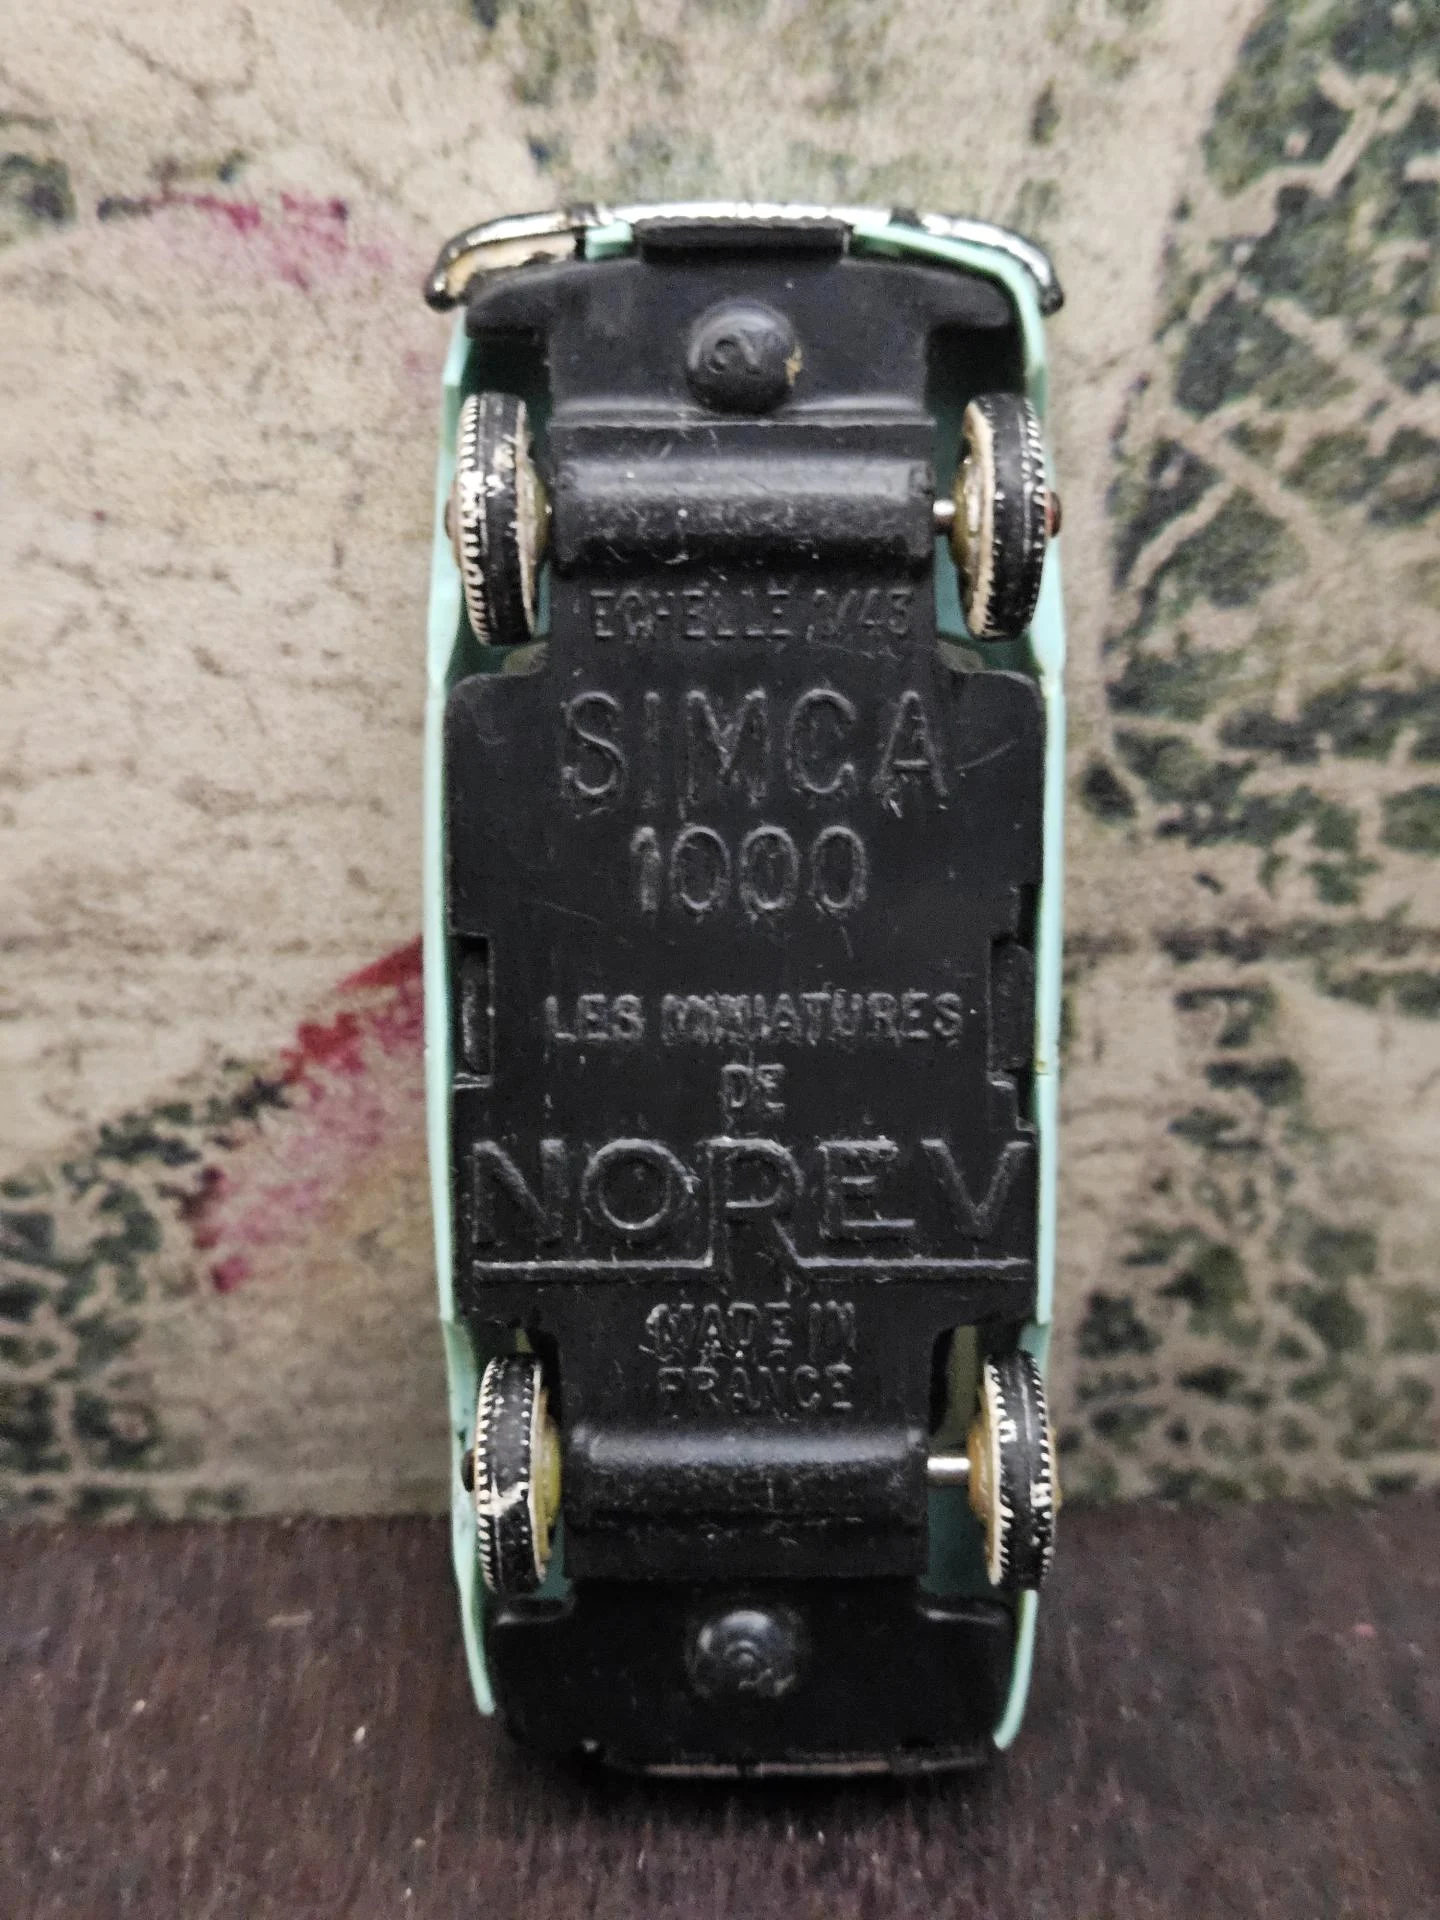 ECHELLE 1/43
SIMCA
1000
LES MINIATURES
DE
NOREV
MADE IN
FRANCE